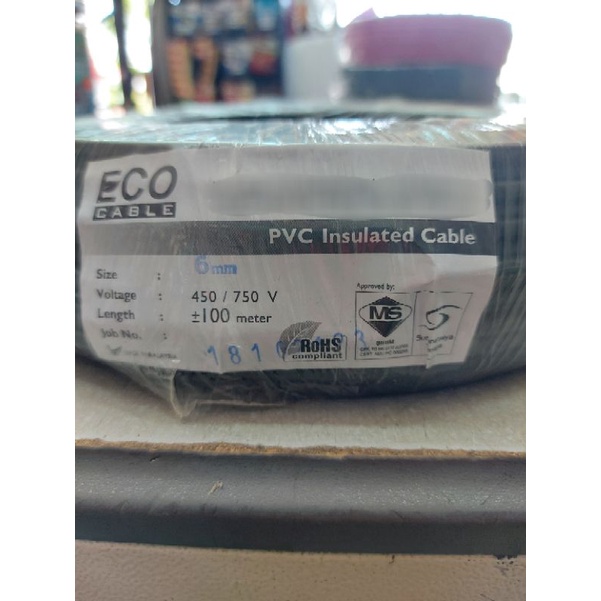 ECO
CABLE
PVC Insulated Cable
Size : 6mm
Voltage : 450 / 750 V
Length : ±100 meter
Job No. :
RoHS
compliant
Approved by:
MS